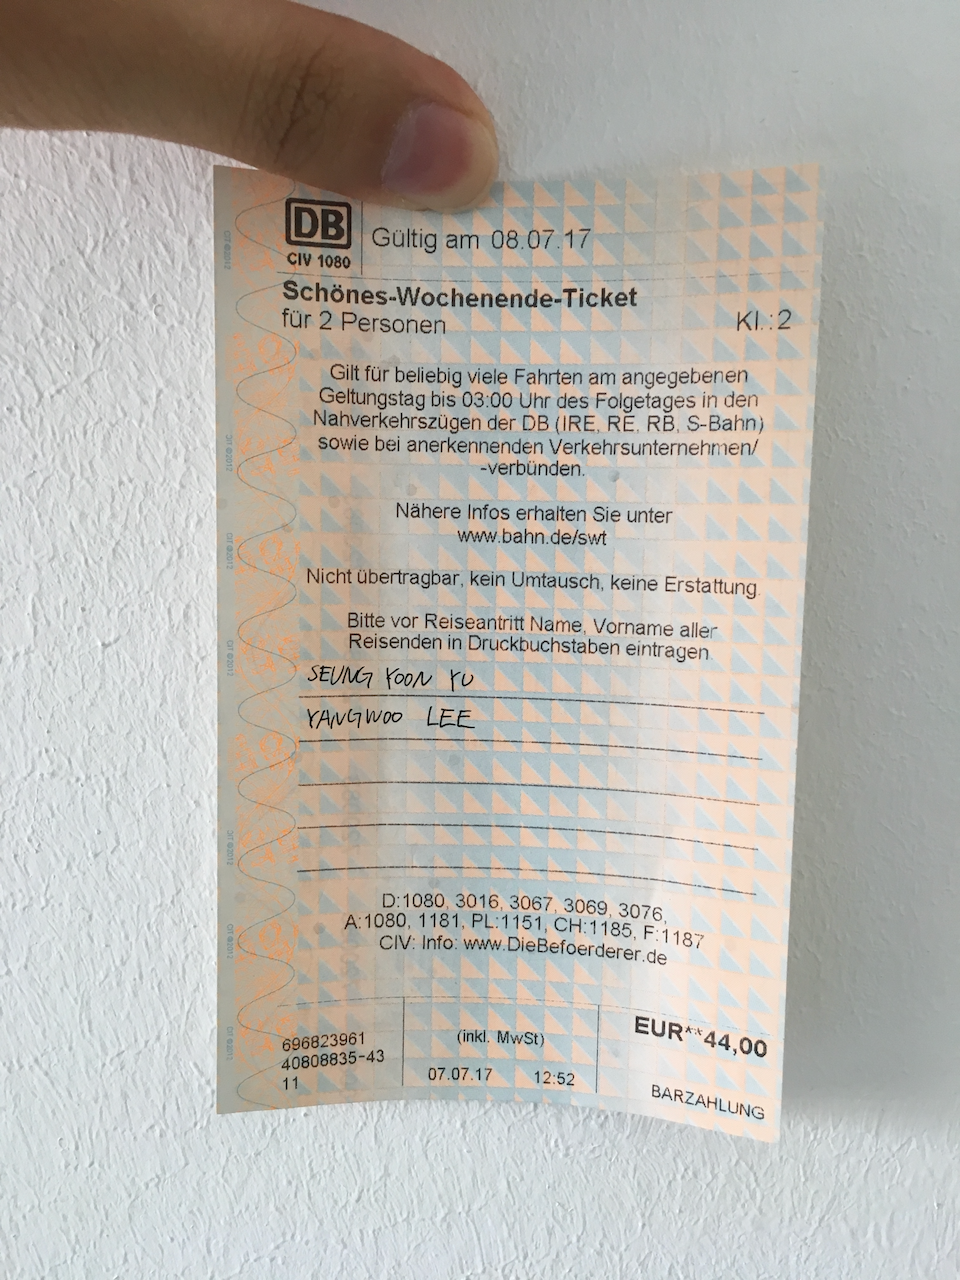 DB
CIV 1080
Gültig am 08.07.17
Schönes-Wochenende-Ticket
für 2 Personen
Kl.:2
Gilt für beliebig viele Fahrten am angegebenen
Geltungstag bis 03:00 Uhr des Folgetages in den
Nahverkehrszügen der DB (IRE, RE, RB, S-Bahn)
sowie bei anerkennenden Verkehrsunternehmen/
-verbünden.
Nähere Infos erhalten Sie unter
www.bahn.de/swt
Nicht übertragbar, kein Umtausch, keine Erstattung.
Bitte vor Reiseantritt Name, Vorname aller
Reisenden in Druckbuchstaben eintragen
SEUNG YOON YU
YANGWOO LEE
D:1080, 3016, 3067, 3069, 3076,
A:1080, 1181, PL:1151, CH:1185, F:1187
CIV: Info: www.DieBefoerderer.de
696823961
40808835-43
11
(inkl. MwSt)
07.07.17 12:52
EUR**44,00
BARZAHLUNG